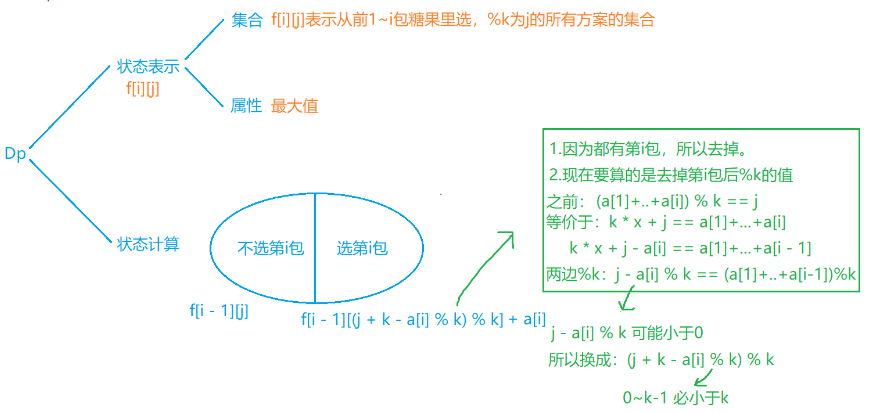 集合 f[i][j]表示从前1~i包糖果里选，%k为j的所有方案的集合
状态表示
f[i][j]
属性 最大值
Dp
1.因为都有第i包，所以去掉。
2.现在要算的是去掉第i包后%k的值
之前：(a[1]+..+a[i]) % k == j
等价于：k * x + j == a[1]+...+a[i]
k * x + j - a[i] == a[1]+...+a[i - 1]
两边%k：j - a[i] % k == (a[1]+..+a[i-1])%k
状态计算
不选第i包
选第i包
f[i - 1][j]
f[i - 1][(j + k - a[i] % k) % k] + a[i]
j - a[i] % k 可能小于0
所以换成：(j + k - a[i] % k) % k
0~k-1 必小于k